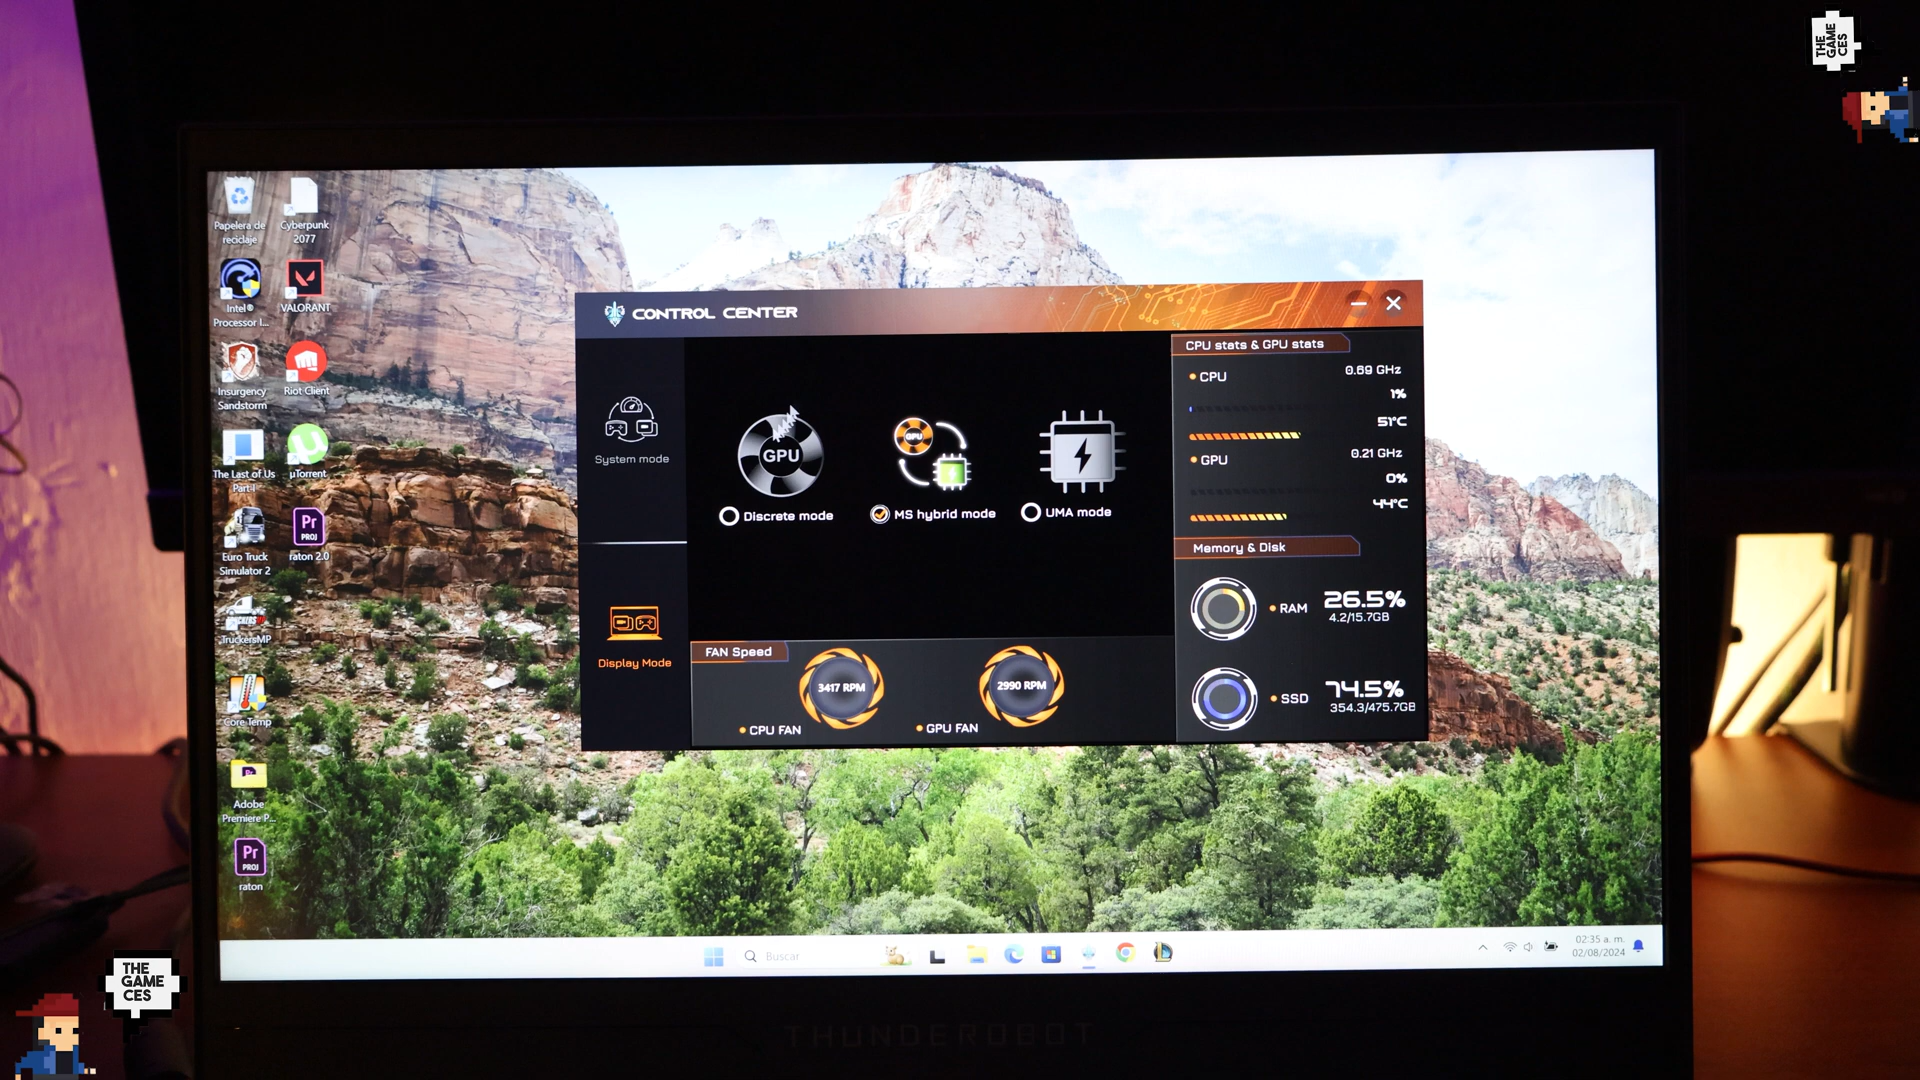 THE
GAME
CES
Papelera de
reciclaje
Cyberpunk
2077
Intel®
Processor I...
VALORANT
Insurgency
Sandstorm
Riot Client
The Last of Us
Part I
µTorrent
Euro Truck
Simulator 2
Pr
PROJ
raton 2.0
TruckersMP
Core Temp
Adobe
Premiere P...
Pr
PROJ
raton
CONTROL CENTER
System mode
Display Mode
GPU
GPU
Discrete mode
MS hybrid mode
UMA mode
FAN Speed
3417 RPM
2990 RPM
CPU FAN
GPU FAN
CPU stats & GPU stats
CPU
0.69 GHz
1%
51°C
GPU
0.21 GHz
0%
44°C
Memory & Disk
RAM
26.5%
4.2/15.7GB
SSD
74.5%
354.3/475.7GB
Buscar
02:35 a. m.
02/08/2024
THUNDEROBOT
THE
GAME
CES